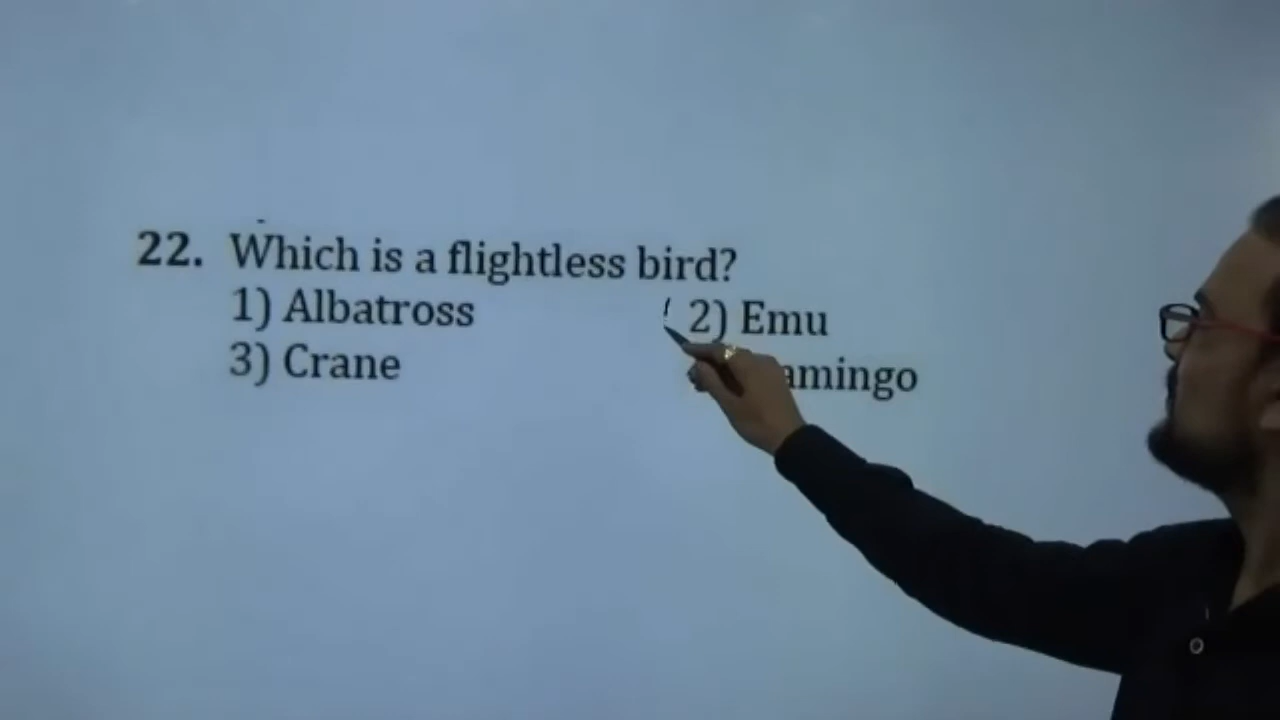 22. Which is a flightless bird?
1) Albatross 2) Emu
3) Crane